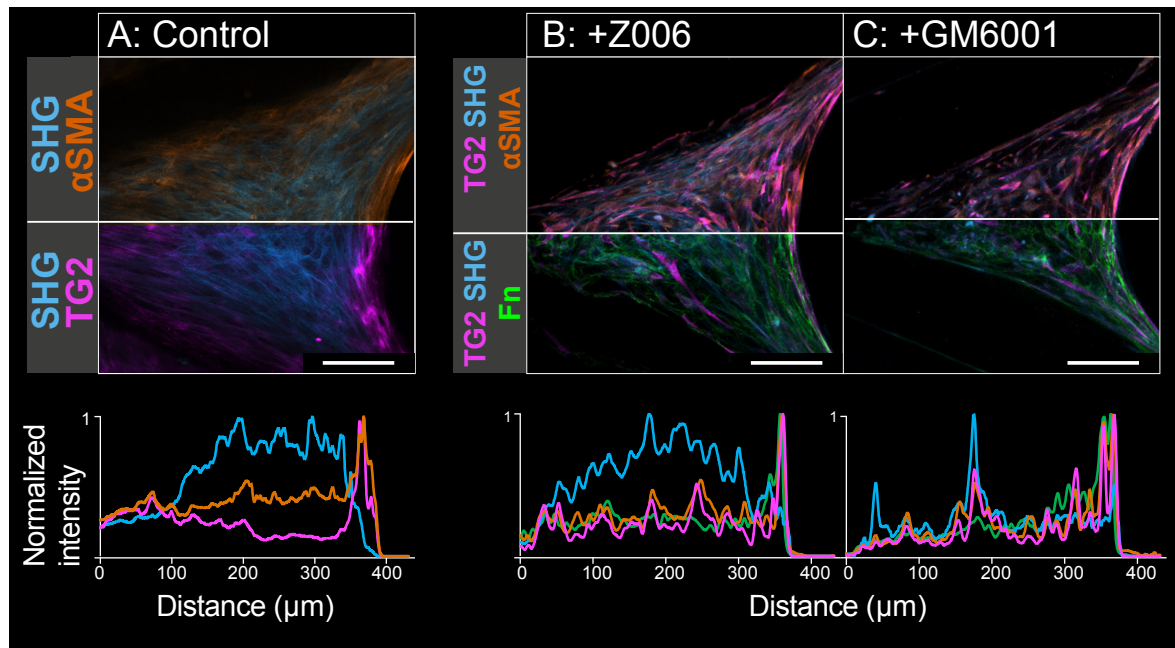 A: Control
B: +Z006
C: +GM6001
SHG
αSMA
SHG
TG2
TG2 SHG
αSMA
TG2 SHG
Fn
Normalized
intensity
1
0 100 200 300 400
Distance (µm)
1
0 100 200 300 400
1
0 100 200 300 400
Distance (µm)